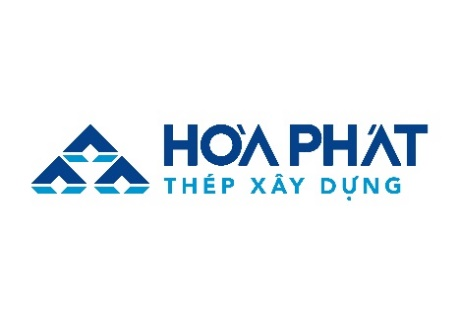 HÒA PHÁT
THÉP XÂY DỰNG